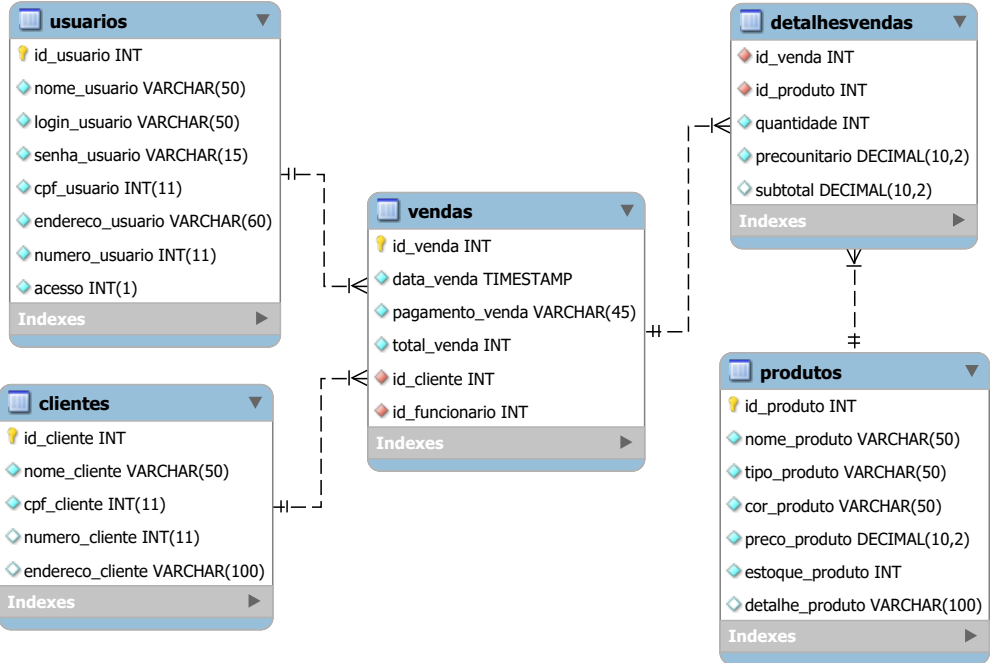 usuarios
id_usuario INT
nome_usuario VARCHAR(50)
login_usuario VARCHAR(50)
senha_usuario VARCHAR(15)
cpf_usuario INT(11)
endereco_usuario VARCHAR(60)
numero_usuario INT(11)
acesso INT(1)
Indexes
clientes
id_cliente INT
nome_cliente VARCHAR(50)
cpf_cliente INT(11)
numero_cliente INT(11)
endereco_cliente VARCHAR(100)
Indexes
vendas
id_venda INT
data_venda TIMESTAMP
pagamento_venda VARCHAR(45)
total_venda INT
id_cliente INT
id_funcionario INT
Indexes
detalhesvendas
id_venda INT
id_produto INT
quantidade INT
precounitario DECIMAL(10,2)
subtotal DECIMAL(10,2)
Indexes
produtos
id_produto INT
nome_produto VARCHAR(50)
tipo_produto VARCHAR(50)
cor_produto VARCHAR(50)
preco_produto DECIMAL(10,2)
estoque_produto INT
detalhe_produto VARCHAR(100)
Indexes